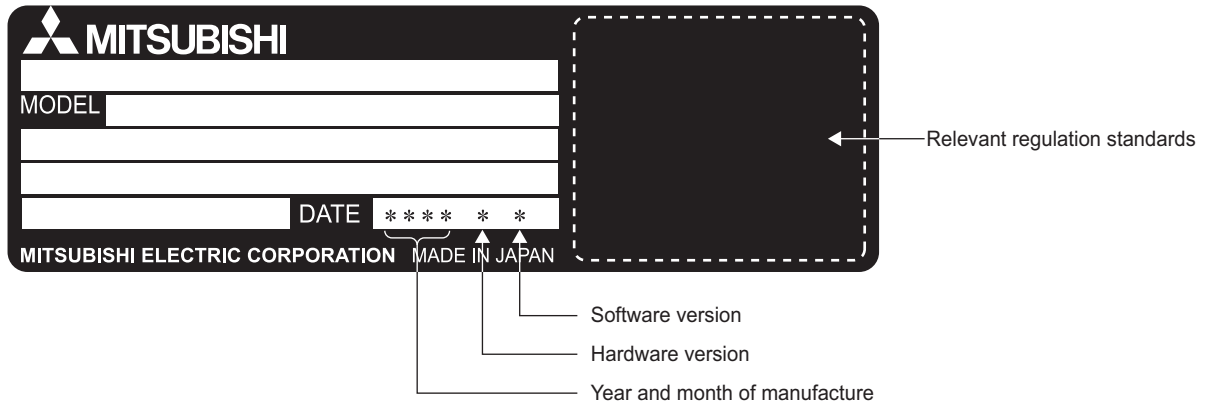 MITSUBISHI
MODEL
Relevant regulation standards
DATE **** * *
MITSUBISHI ELECTRIC CORPORATION MADE IN JAPAN
Software version
Hardware version
Year and month of manufacture